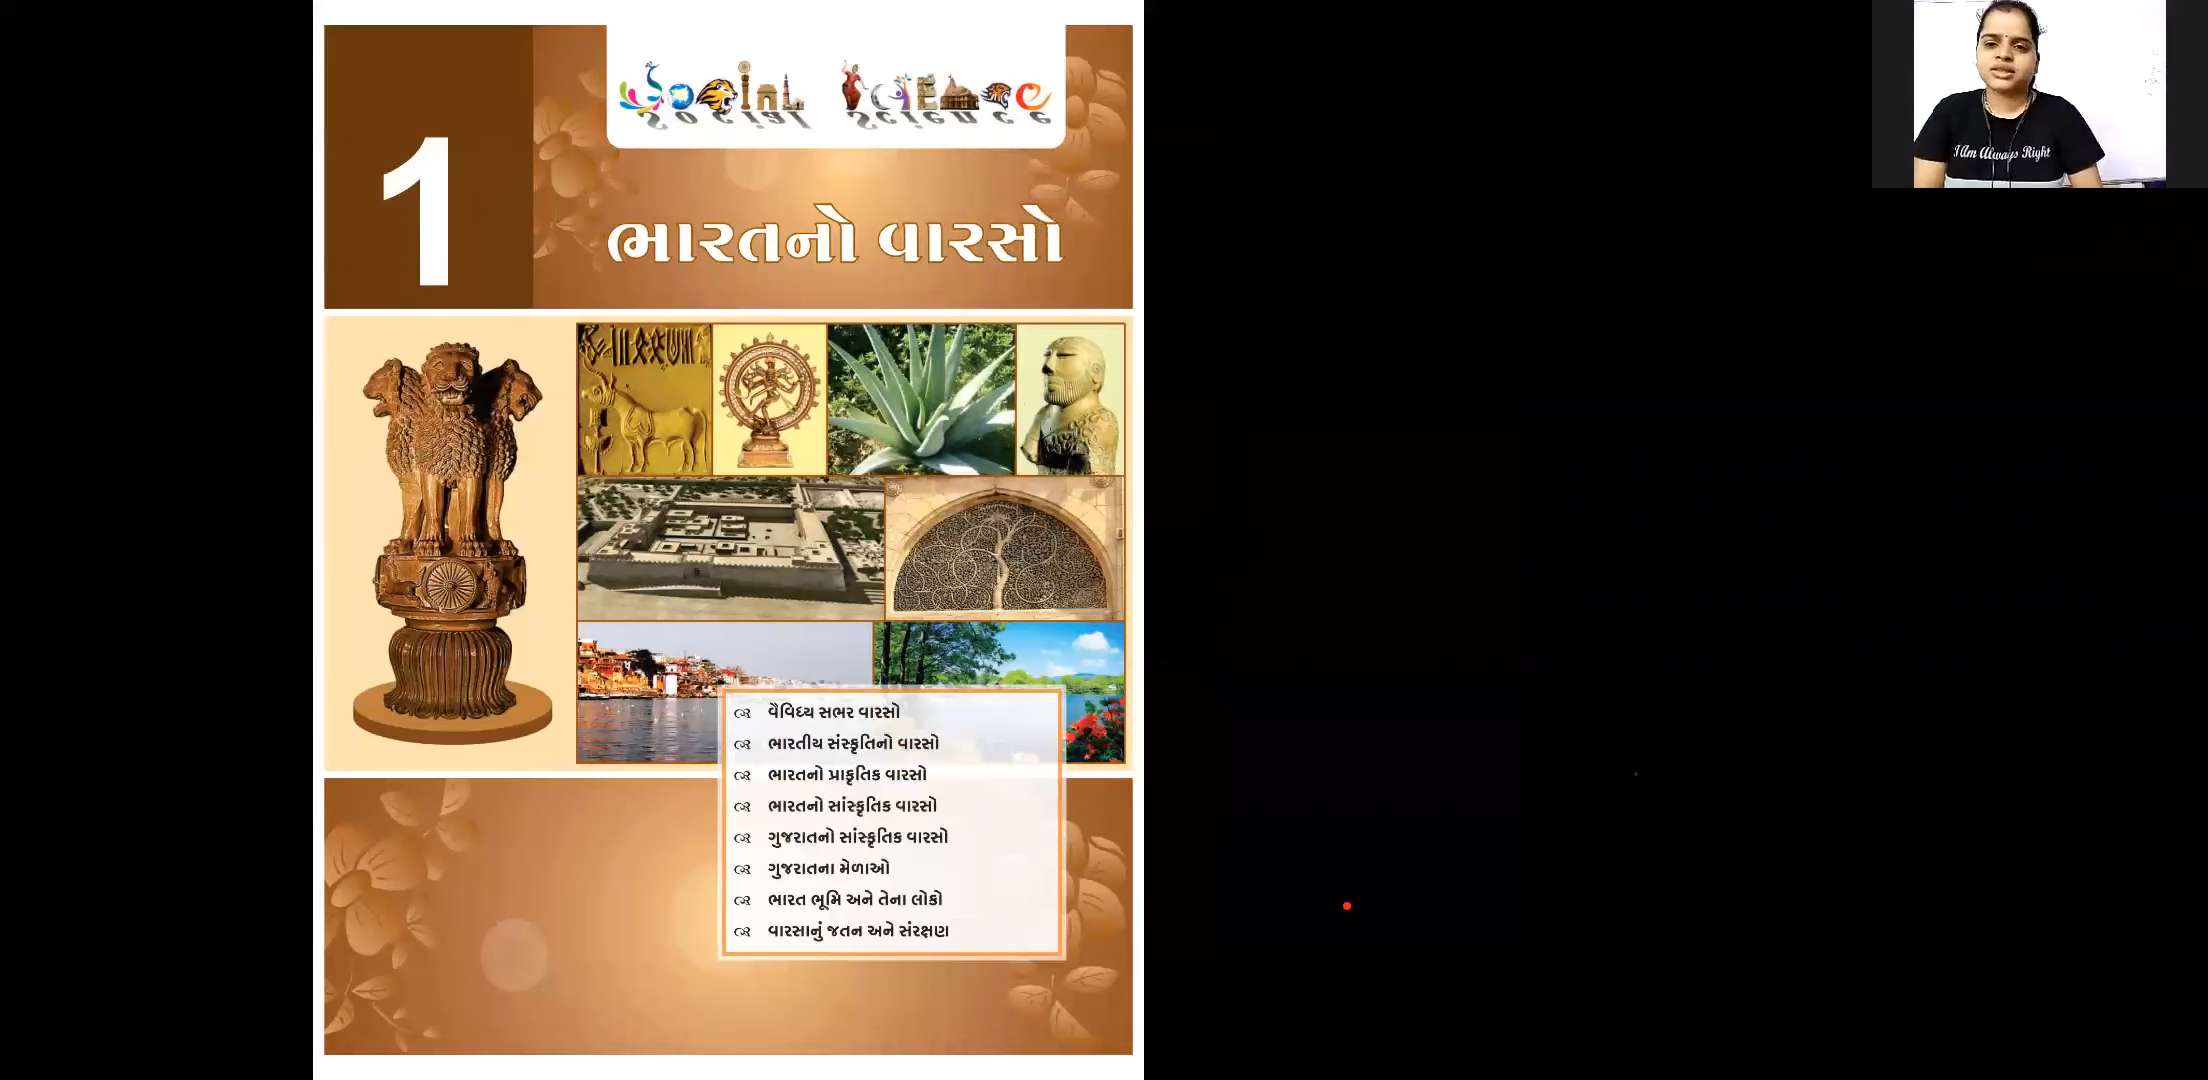 Social Science
I Am Always Right
1
ભારતનો વારસો
વૈવિધ્ય સભર વારસો
ભારતીય સંસ્કૃતિનો વારસો
ભારતનો પ્રાકૃતિક વારસો
ભારતનો સાંસ્કૃતિક વારસો
ગુજરાતનો સાંસ્કૃતિક વારસો
ગુજરાતના મેળાઓ
ભારત ભૂમિ અને તેના લોકો
વારસાનું જતન અને સંરક્ષણ